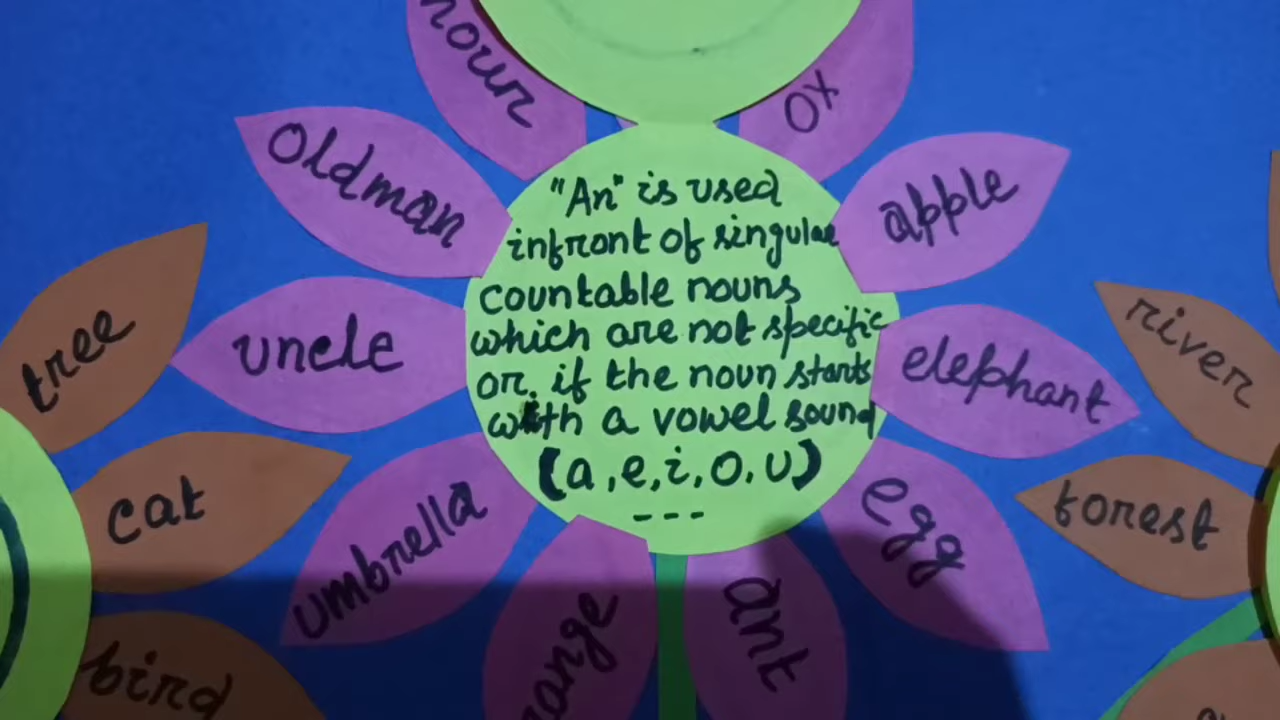 hour
ox
oldman
apple
"An" is used
infront of singular
countable nouns
which are not specific
or if the noun starts
with a vowel sound
(a, e, i, o, u)
---
uncle
elephant
tree
river
cat
umbrella
egg
forest
ant
bird